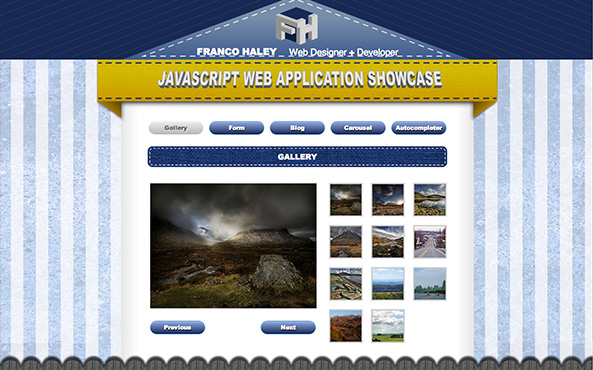 FH
FRANCO HALEY _ Web Designer + Developer
JAVASCRIPT WEB APPLICATION SHOWCASE
Gallery Form Blog Carousel Autocompleter
GALLERY
Previous Next